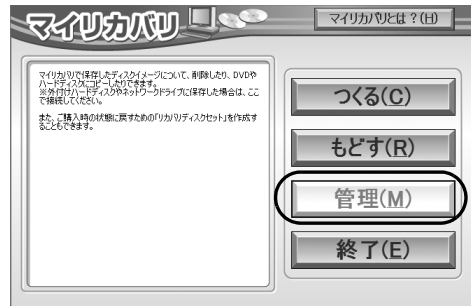 マイリカバリ
マイリカバリとは？(H)
マイリカバリで保存したディスクイメージについて、削除したり、DVDや
ハードディスクにコピーしたりできます。
※外付けハードディスクやネットワークドライブに保存した場合は、ここ
で接続してください。
また、ご購入時の状態に戻すための「リカバリディスクセット」を作成す
ることもできます。
つくる(C)
もどす(R)
管理(M)
終了(E)